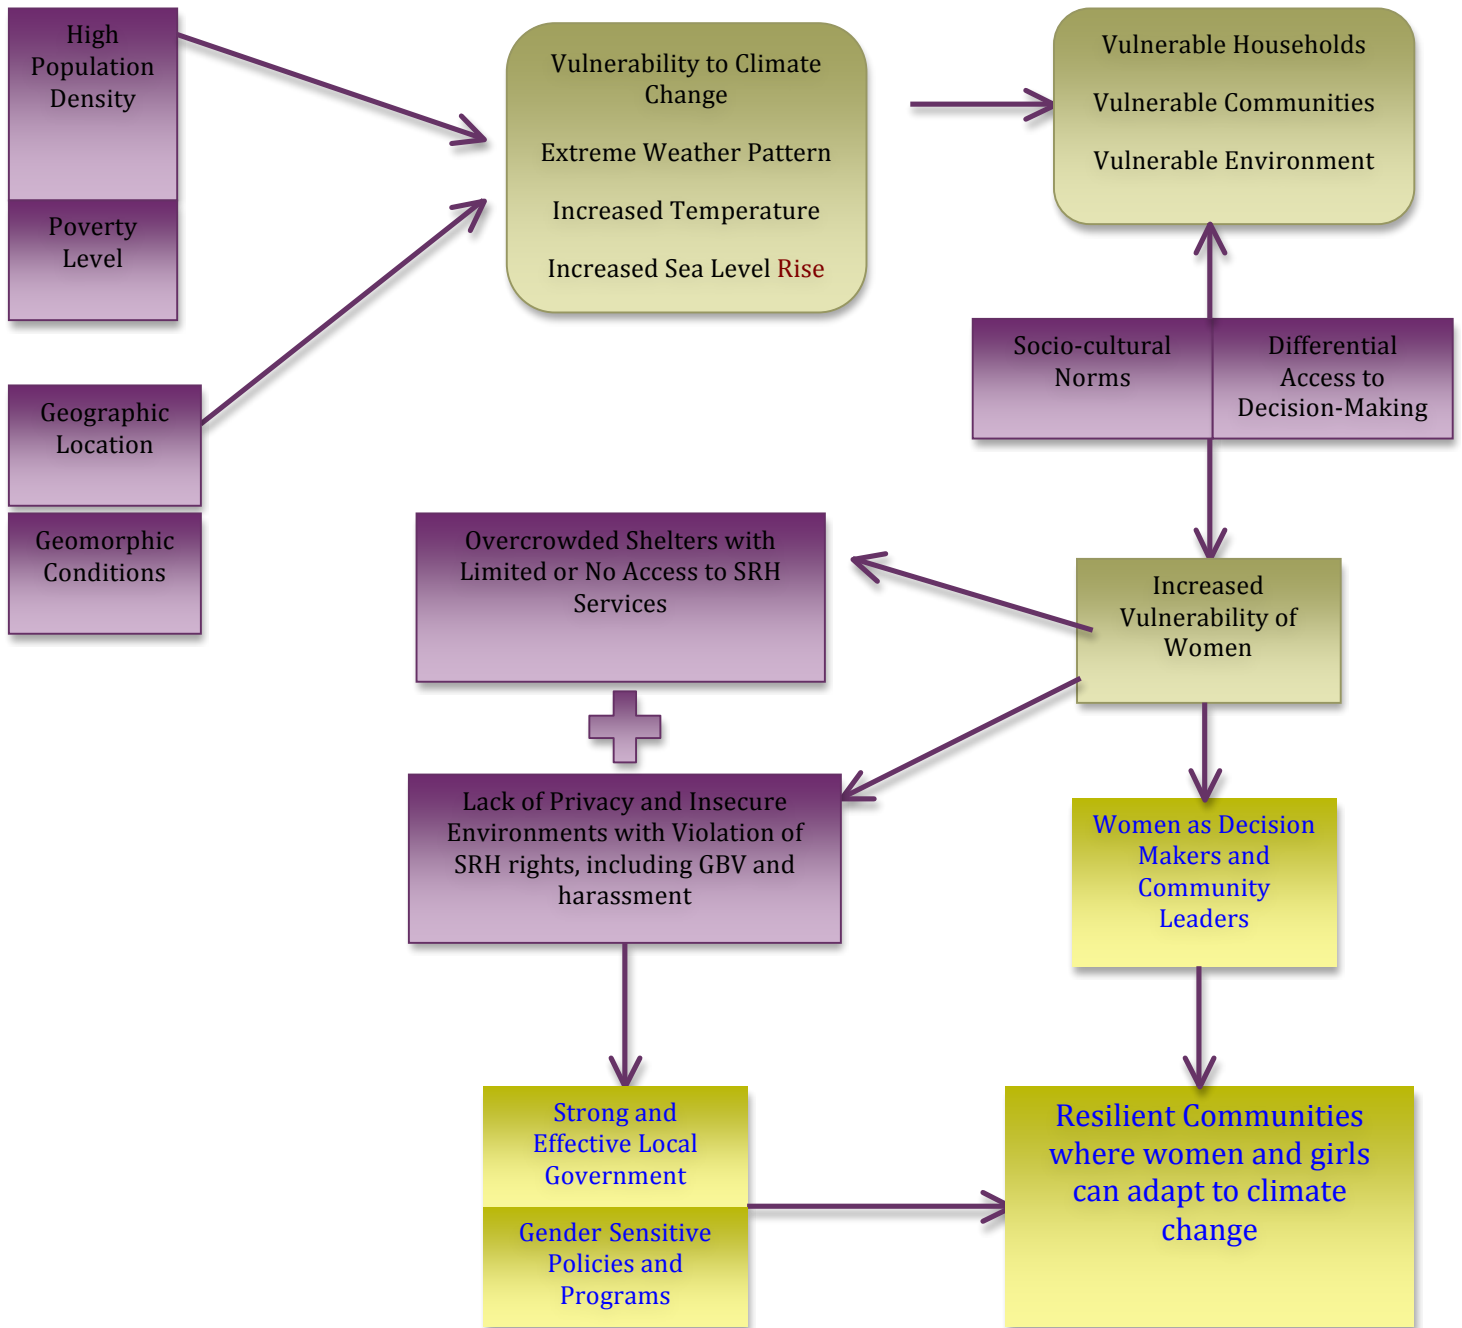 High
Population
Density
Poverty
Level
Geographic
Location
Geomorphic
Conditions
Vulnerability to Climate
Change
Extreme Weather Pattern
Increased Temperature
Increased Sea Level Rise
Vulnerable Households
Vulnerable Communities
Vulnerable Environment
Socio-cultural
Norms
Differential
Access to
Decision-Making
Overcrowded Shelters with
Limited or No Access to SRH
Services
Increased
Vulnerability of
Women
Lack of Privacy and Insecure
Environments with Violation of
SRH rights, including GBV and
harassment
Women as Decision
Makers and
Community
Leaders
Strong and
Effective Local
Government
Gender Sensitive
Policies and
Programs
Resilient Communities
where women and girls
can adapt to climate
change